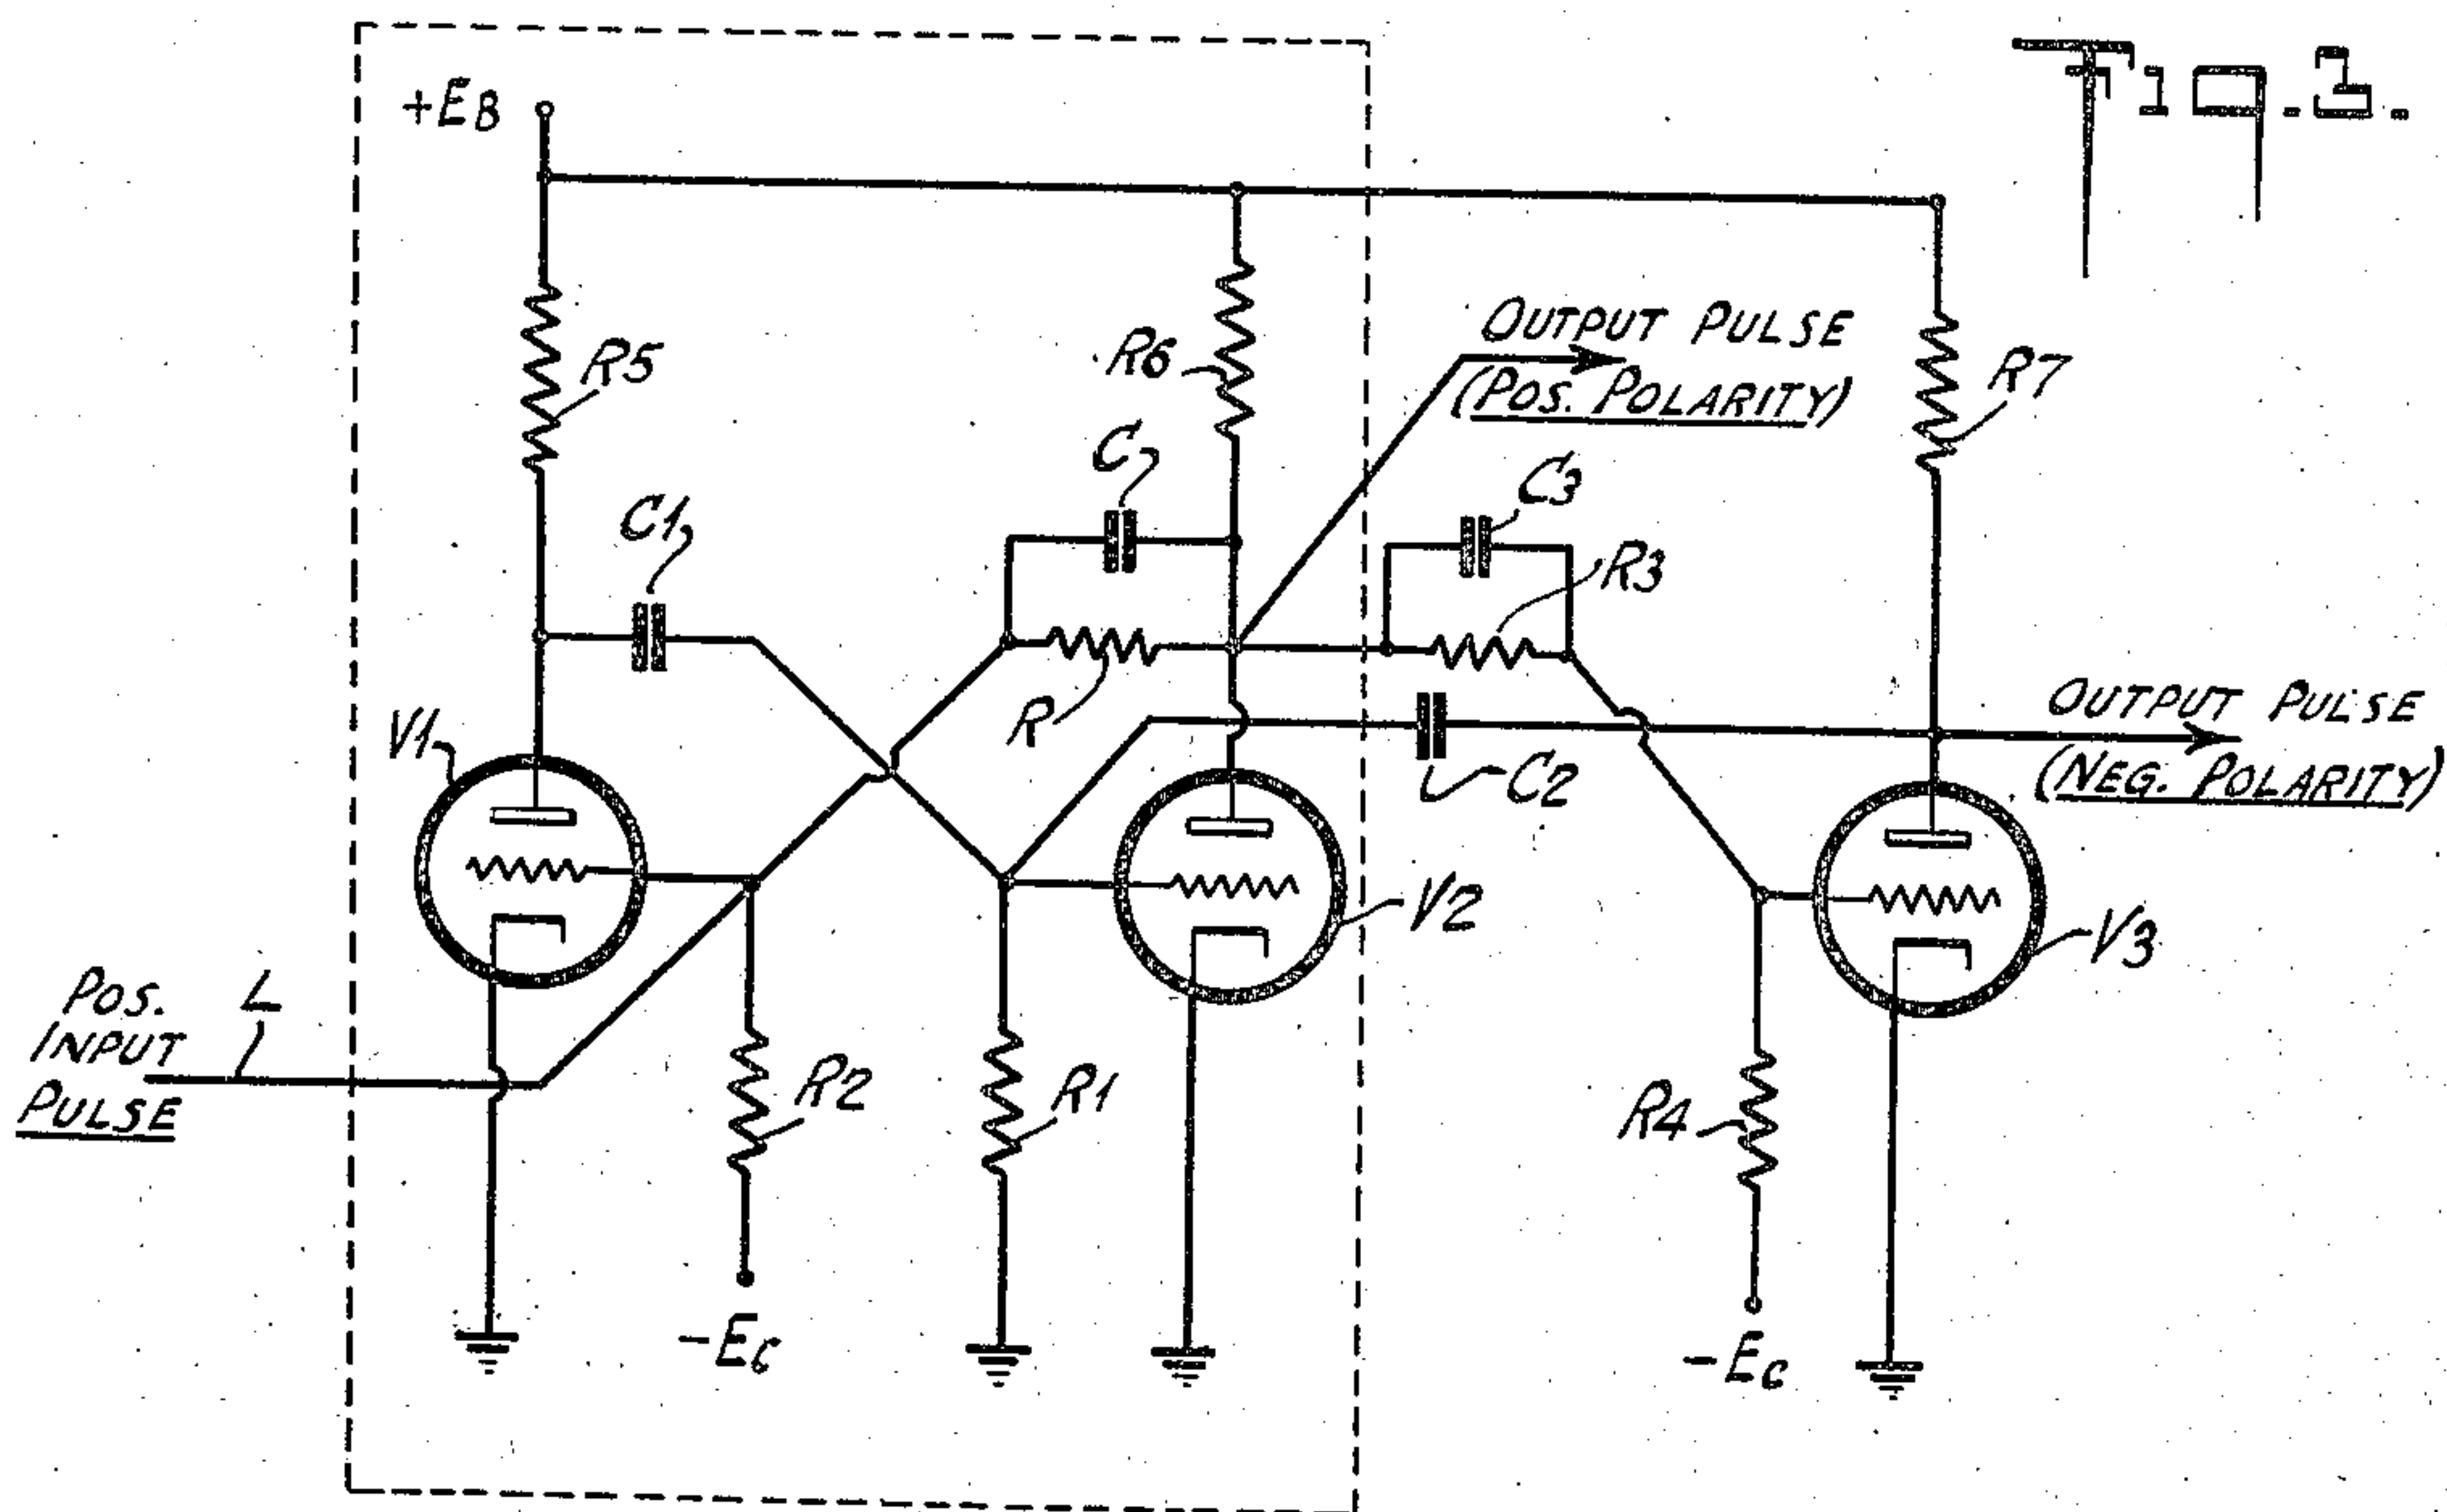 Fig. 1.
+EB
R5
R6
OUTPUT PULSE
(POS. POLARITY)
R7
C1
C
C3
R3
R
V1
OUTPUT PULSE
(NEG. POLARITY)
C2
V2
V3
POS.
INPUT
PULSE
L
R2
R1
R4
-EC
-EC